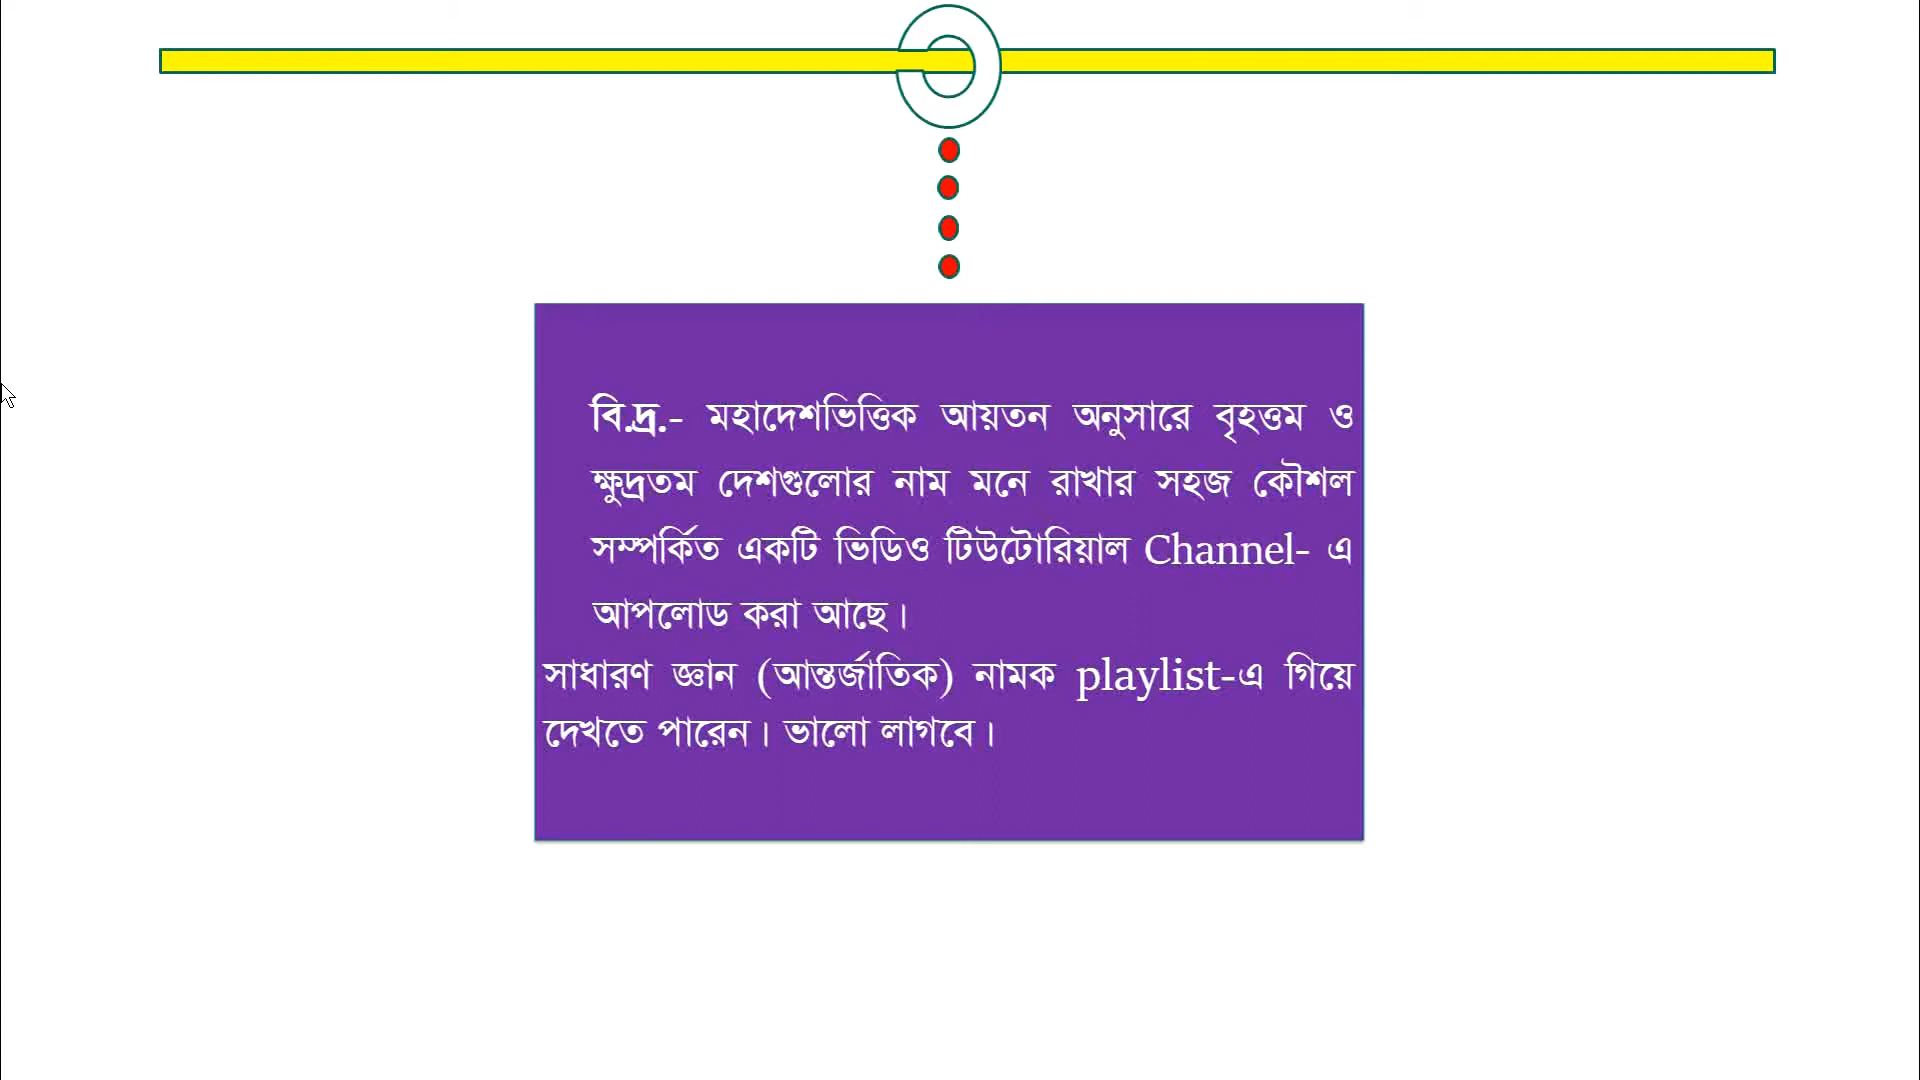 বি.দ্র.- মহাদেশভিত্তিক আয়তন অনুসারে বৃহত্তম ও
ক্ষুদ্রতম দেশগুলোর নাম মনে রাখার সহজ কৌশল
সম্পর্কিত একটি ভিডিও টিউটোরিয়াল Channel- এ
আপলোড করা আছে।
সাধারণ জ্ঞান (আন্তর্জাতিক) নামক playlist-এ গিয়ে
দেখতে পারেন। ভালো লাগবে।